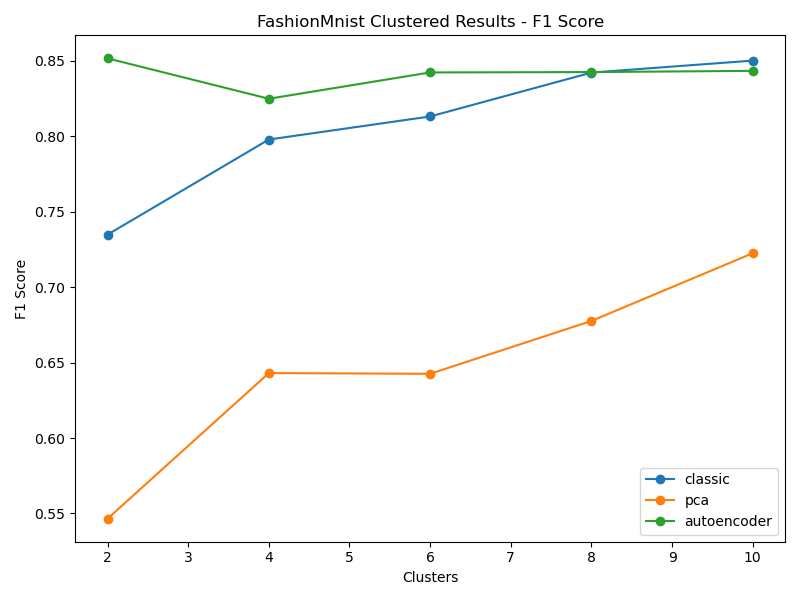 FashionMnist Clustered Results - F1 Score
F1 Score
0.85
0.80
0.75
0.70
0.65
0.60
0.55
classic
pca
autoencoder
2 3 4 5 6 7 8 9 10
Clusters